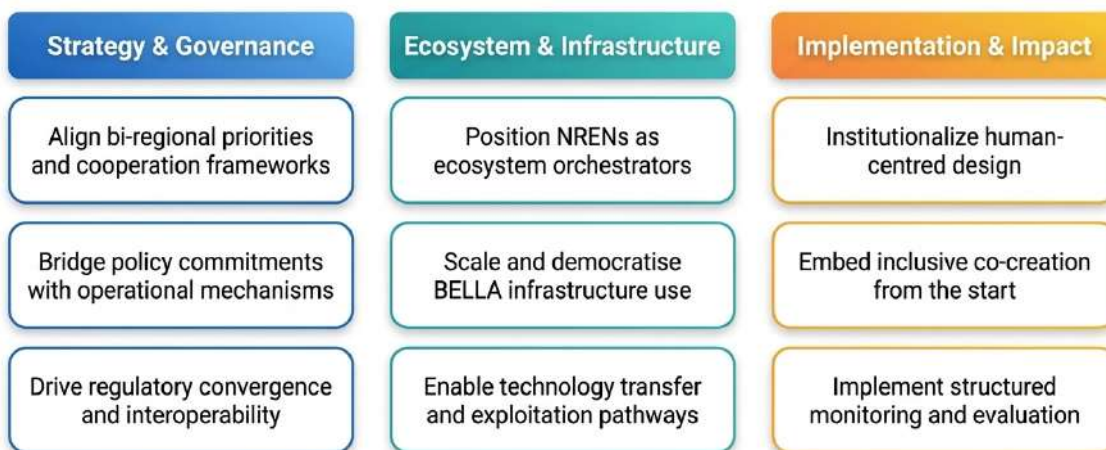 Strategy & Governance
Align bi-regional priorities
and cooperation frameworks
Bridge policy commitments
with operational mechanisms
Drive regulatory convergence
and interoperability
Ecosystem & Infrastructure
Position NRENs as
ecosystem orchestrators
Scale and democratise
BELLA infrastructure use
Enable technology transfer
and exploitation pathways
Implementation & Impact
Institutionalize human-
centred design
Embed inclusive co-creation
from the start
Implement structured
monitoring and evaluation